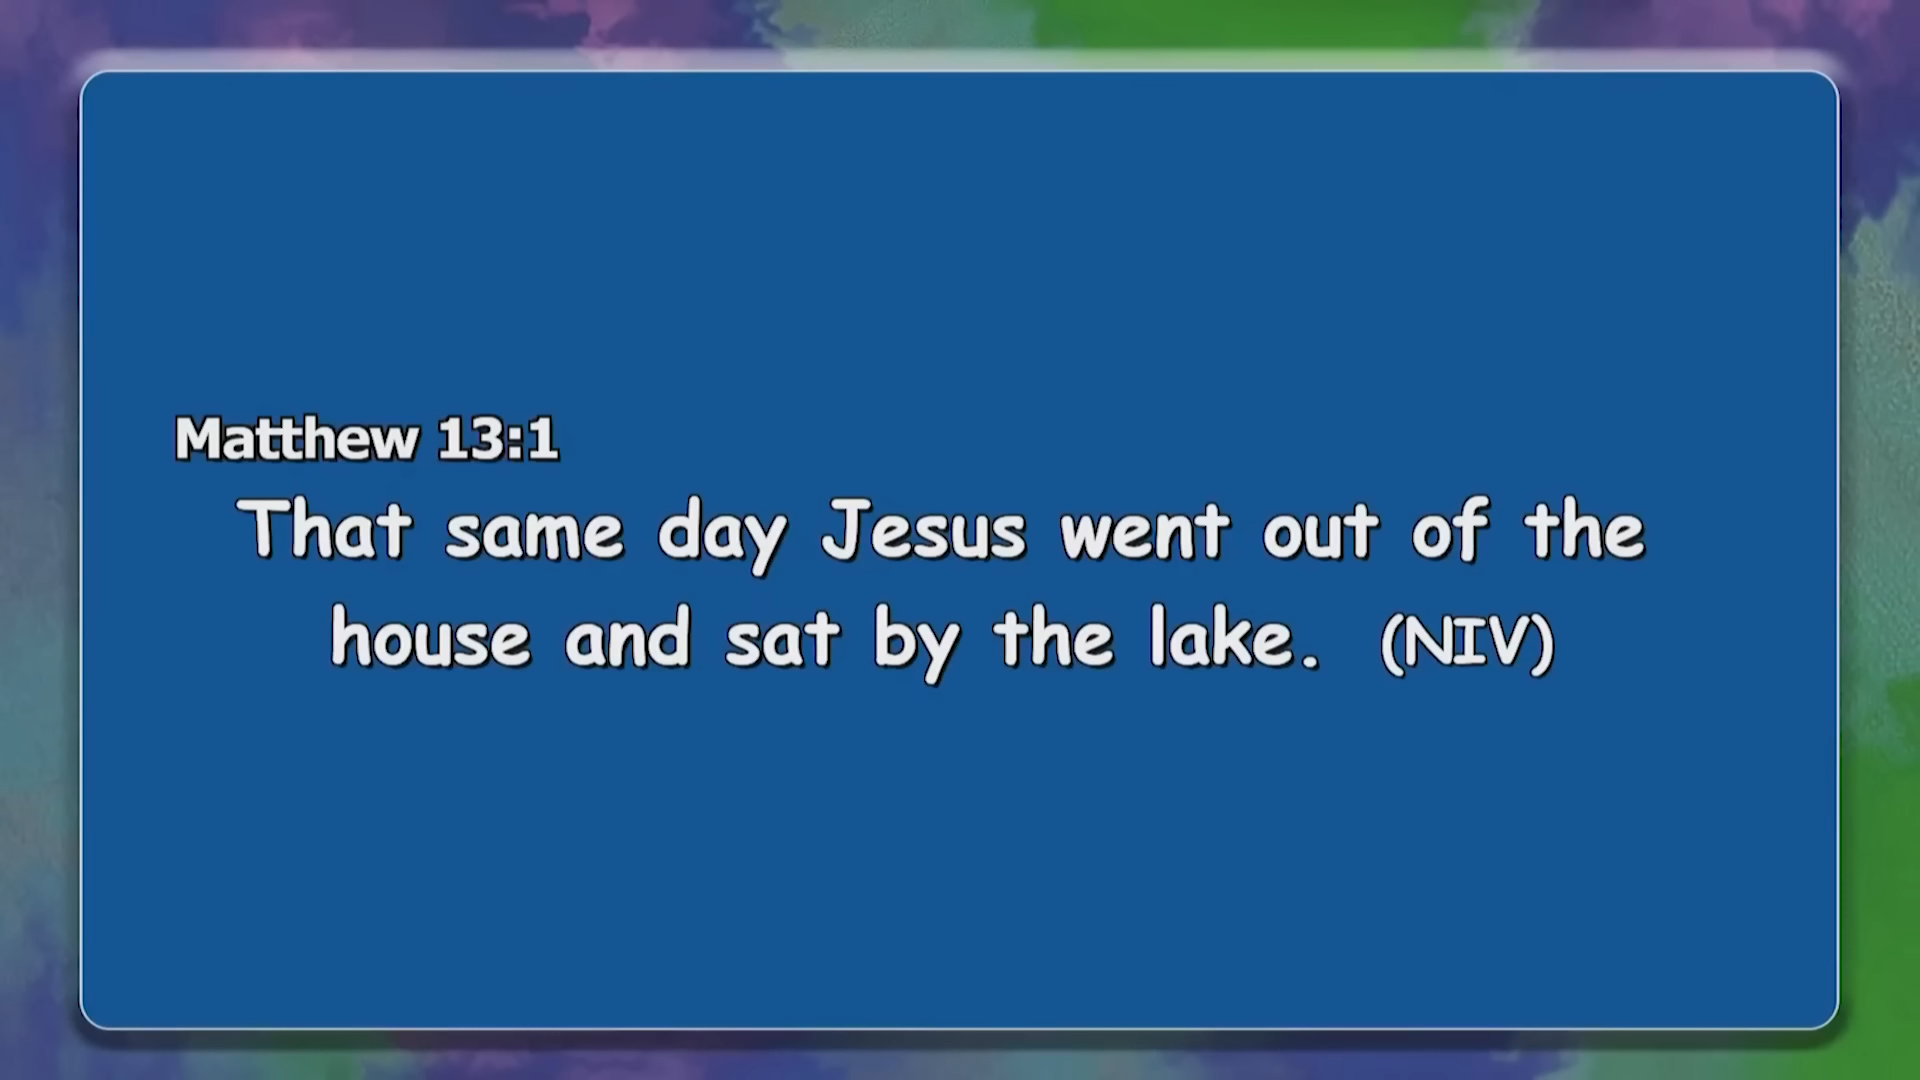 Matthew 13:1
That same day Jesus went out of the
house and sat by the lake. (NIV)